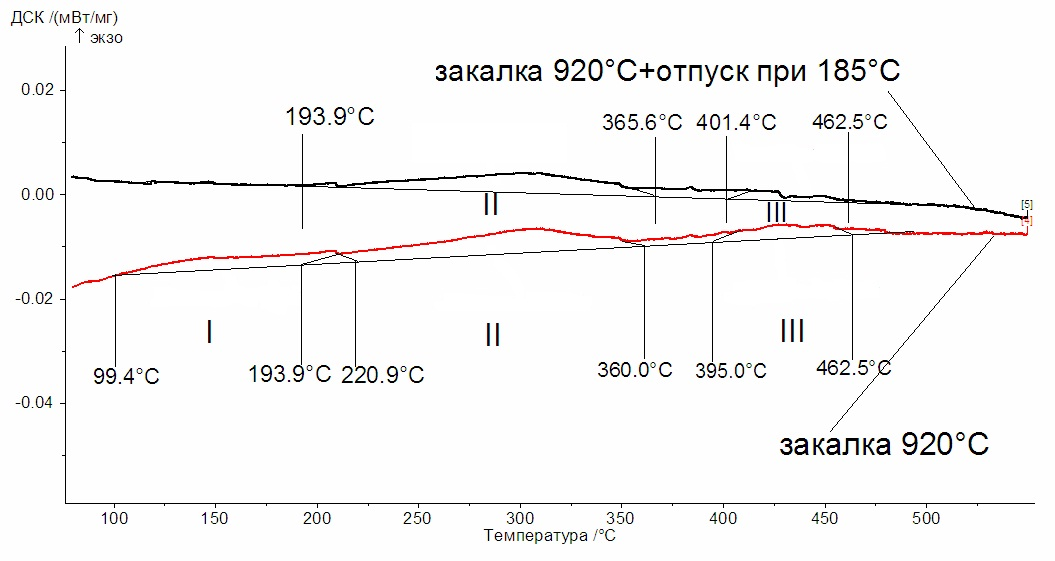 ДСК /(мВт/мг)
↑ экзо
закалка 920°C+отпуск при 185°C
0.02
193.9°C
365.6°C 401.4°C 462.5°C
0.00
II
III
[5]
[4]
-0.02
I
II
III
99.4°C
193.9°C 220.9°C
360.0°C 395.0°C 462.5°C
-0.04
закалка 920°C
100 150 200 250 300 350 400 450 500
Температура /°C